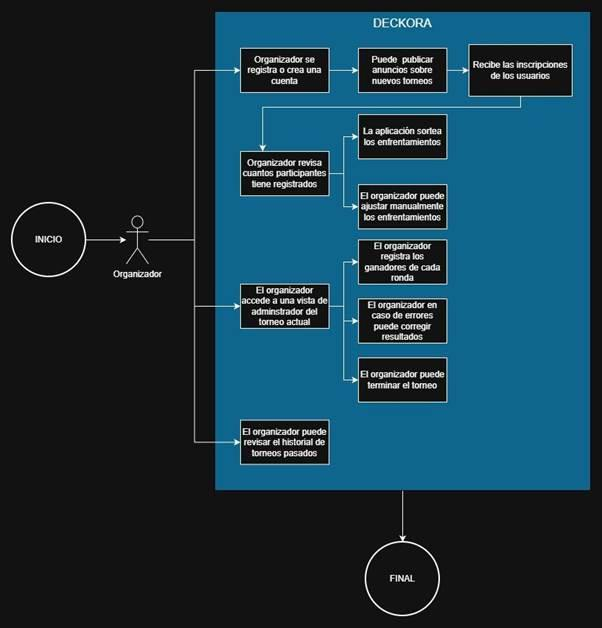 DECKORA
Organizador se
registra o crea una
cuenta
Puede publicar
anuncios sobre
nuevos torneos
Recibe las inscripciones
de los usuarios
La aplicación sortea
los enfrentamientos
Organizador revisa
cuantos participantes
tiene registrados
El organizador puede
ajustar manualmente
los enfrentamientos
INICIO
Organizador
El organizador
registra los
ganadores de cada
ronda
El organizador
accede a una vista de
adminstrador del
torneo actual
El organizador en
caso de errores
puede corregir
resultados
El organizador puede
terminar el torneo
El organizador puede
revisar el historial de
torneos pasados
FINAL